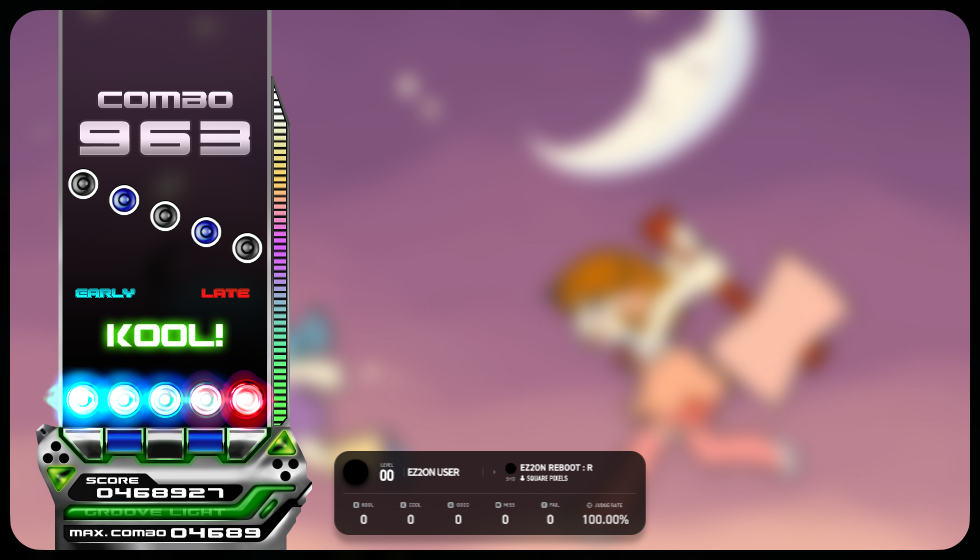 COMBO
963
EARLY LATE
KOOL!
SCORE
0468927
GROOVE LIGHT
MAX. COMBO 04689
LEVEL
00 EZ2ON USER
EZ2ON REBOOT : R
SQUARE PIXELS
KOOL COOL GOOD MISS FAIL JUDGE RATE
0 0 0 0 0 100.00%